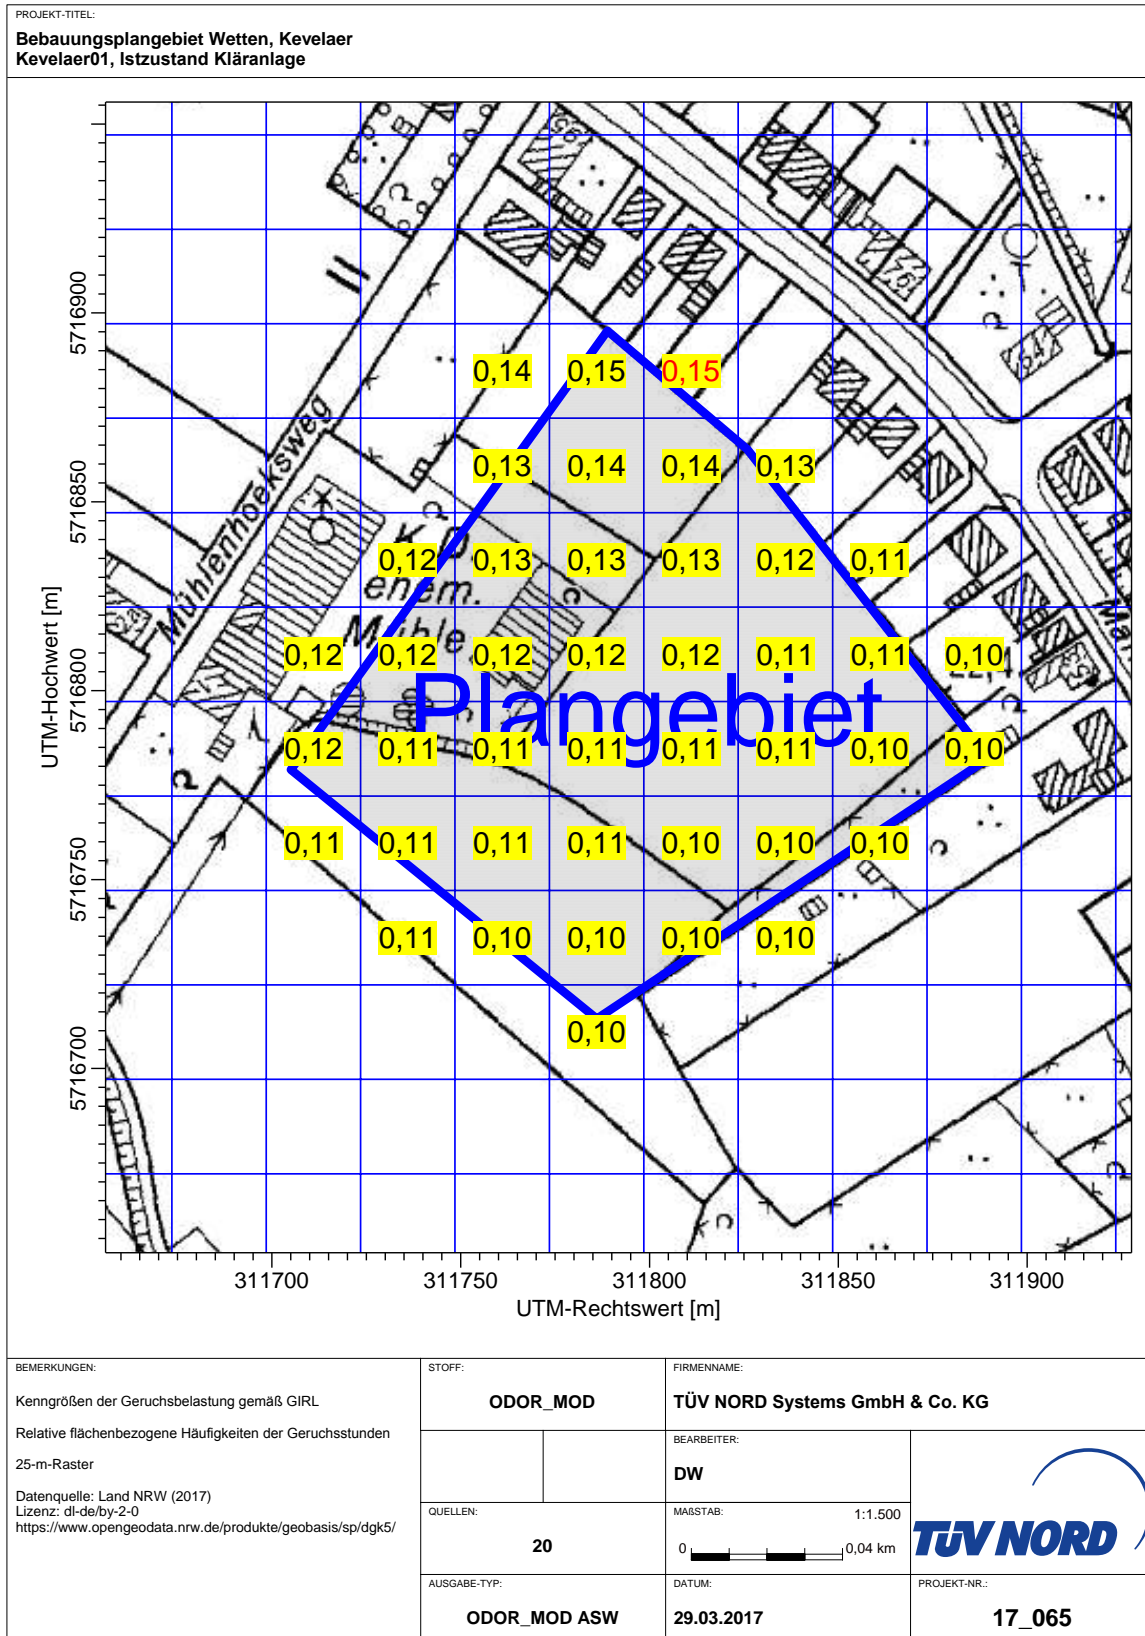 PROJEKT-TITEL:
Bebauungsplangebiet Wetten, Kevelaer
Kevelaer01, Istzustand Kläranlage
UTM-Hochwert [m]
5716900
5716850
5716800
5716750
5716700
Mühlenhoeksweg
K.D.
ehem.
Mühle
Plangebiet
0,14 0,15 0,15
0,13 0,14 0,14 0,13
0,12 0,13 0,13 0,13 0,12 0,11
0,12 0,12 0,12 0,12 0,12 0,11 0,11 0,10
0,12 0,11 0,11 0,11 0,11 0,11 0,10 0,10
0,11 0,11 0,11 0,11 0,10 0,10 0,10
0,11 0,10 0,10 0,10 0,10
0,10
311700 311750 311800 311850 311900
UTM-Rechtswert [m]
BEMERKUNGEN:
Kenngrößen der Geruchsbelastung gemäß GIRL
Relative flächenbezogene Häufigkeiten der Geruchsstunden
25-m-Raster
Datenquelle: Land NRW (2017)
Lizenz: dl-de/by-2-0
https://www.opengeodata.nrw.de/produkte/geobasis/sp/dgk5/
STOFF:
ODOR_MOD
QUELLEN:
20
AUSGABE-TYP:
ODOR_MOD ASW
FIRMENNAME:
TÜV NORD Systems GmbH & Co. KG
BEARBEITER:
DW
MAßSTAB:
1:1.500
0 0,04 km
DATUM:
29.03.2017
TÜV NORD
PROJEKT-NR.:
17_065